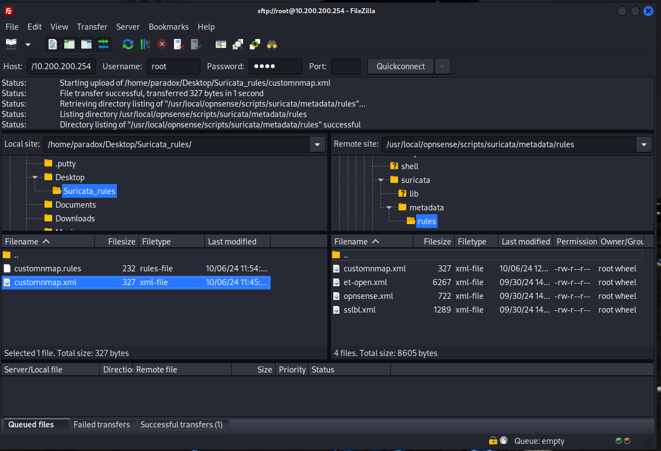 sftp://root@10.200.200.254 - FileZilla
File Edit View Transfer Server Bookmarks Help
Host: /10.200.200.254 Username: root Password: •••• Port: Quickconnect
Status: Starting upload of /home/paradox/Desktop/Suricata_rules/customnmap.xml
Status: File transfer successful, transferred 327 bytes in 1 second
Status: Retrieving directory listing of "/usr/local/opnsense/scripts/suricata/metadata/rules"...
Status: Listing directory /usr/local/opnsense/scripts/suricata/metadata/rules
Status: Directory listing of "/usr/local/opnsense/scripts/suricata/metadata/rules" successful
Local site: /home/paradox/Desktop/Suricata_rules/
Remote site: /usr/local/opnsense/scripts/suricata/metadata/rules
.putty
Desktop
Suricata_rules
Documents
Downloads
? shell
suricata
? lib
metadata
rules
Filename Filesize Filetype Last modified
..
customnmap.rules 232 rules-file 10/06/24 11:54:...
customnmap.xml 327 xml-file 10/06/24 11:45:...
Selected 1 file. Total size: 327 bytes
Filename Filesize Filetype Last modified Permission Owner/Grou
..
customnmap.xml 327 xml-file 10/06/24 12... -rw-r--r-- root wheel
et-open.xml 6267 xml-file 09/30/24 14... -rw-r--r-- root wheel
opnsense.xml 722 xml-file 09/30/24 14... -rw-r--r-- root wheel
sslbl.xml 1289 xml-file 09/30/24 14... -rw-r--r-- root wheel
4 files. Total size: 8605 bytes
Server/Local file Directio Remote file Size Priority Status
Queued files Failed transfers Successful transfers (1)
Queue: empty